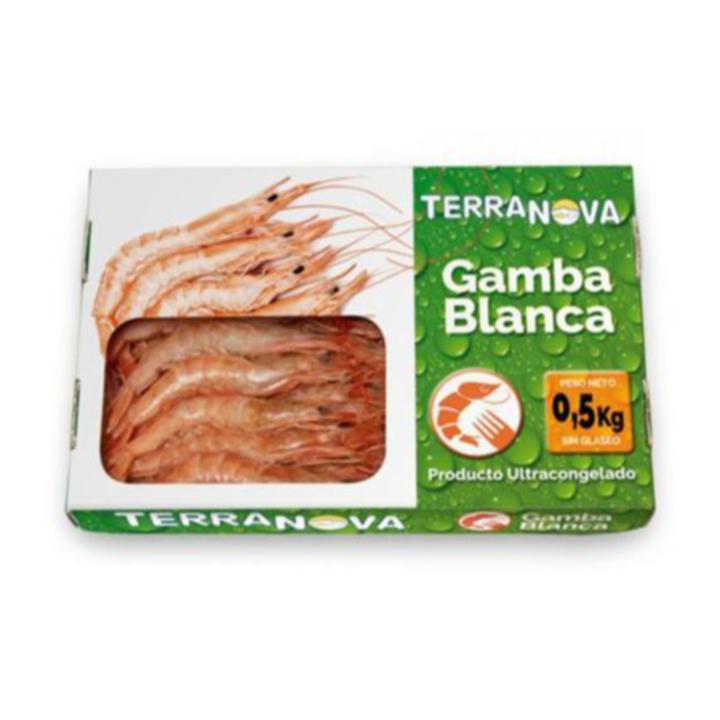 TERRANOVA
Gamba
Blanca
PESO NETO
0,5Kg
SIN GLASEO
Producto Ultracongelado
TERRANOVA
Gamba
Blanca